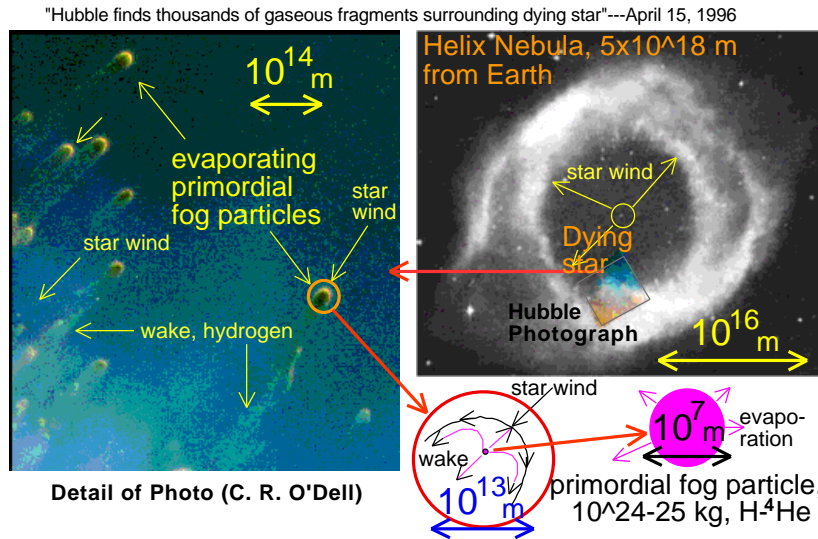 "Hubble finds thousands of gaseous fragments surrounding dying star"---April 15, 1996
10^14 m
evaporating
primordial
fog particles
star
wind
star wind
wake, hydrogen
Detail of Photo (C. R. O'Dell)
Helix Nebula, 5x10^18 m
from Earth
star wind
Dying
star
Hubble
Photograph
10^16 m
star wind
wake
10^13 m
10^7 m
evapo-
ration
primordial fog particle,
10^24-25 kg, H-^4He